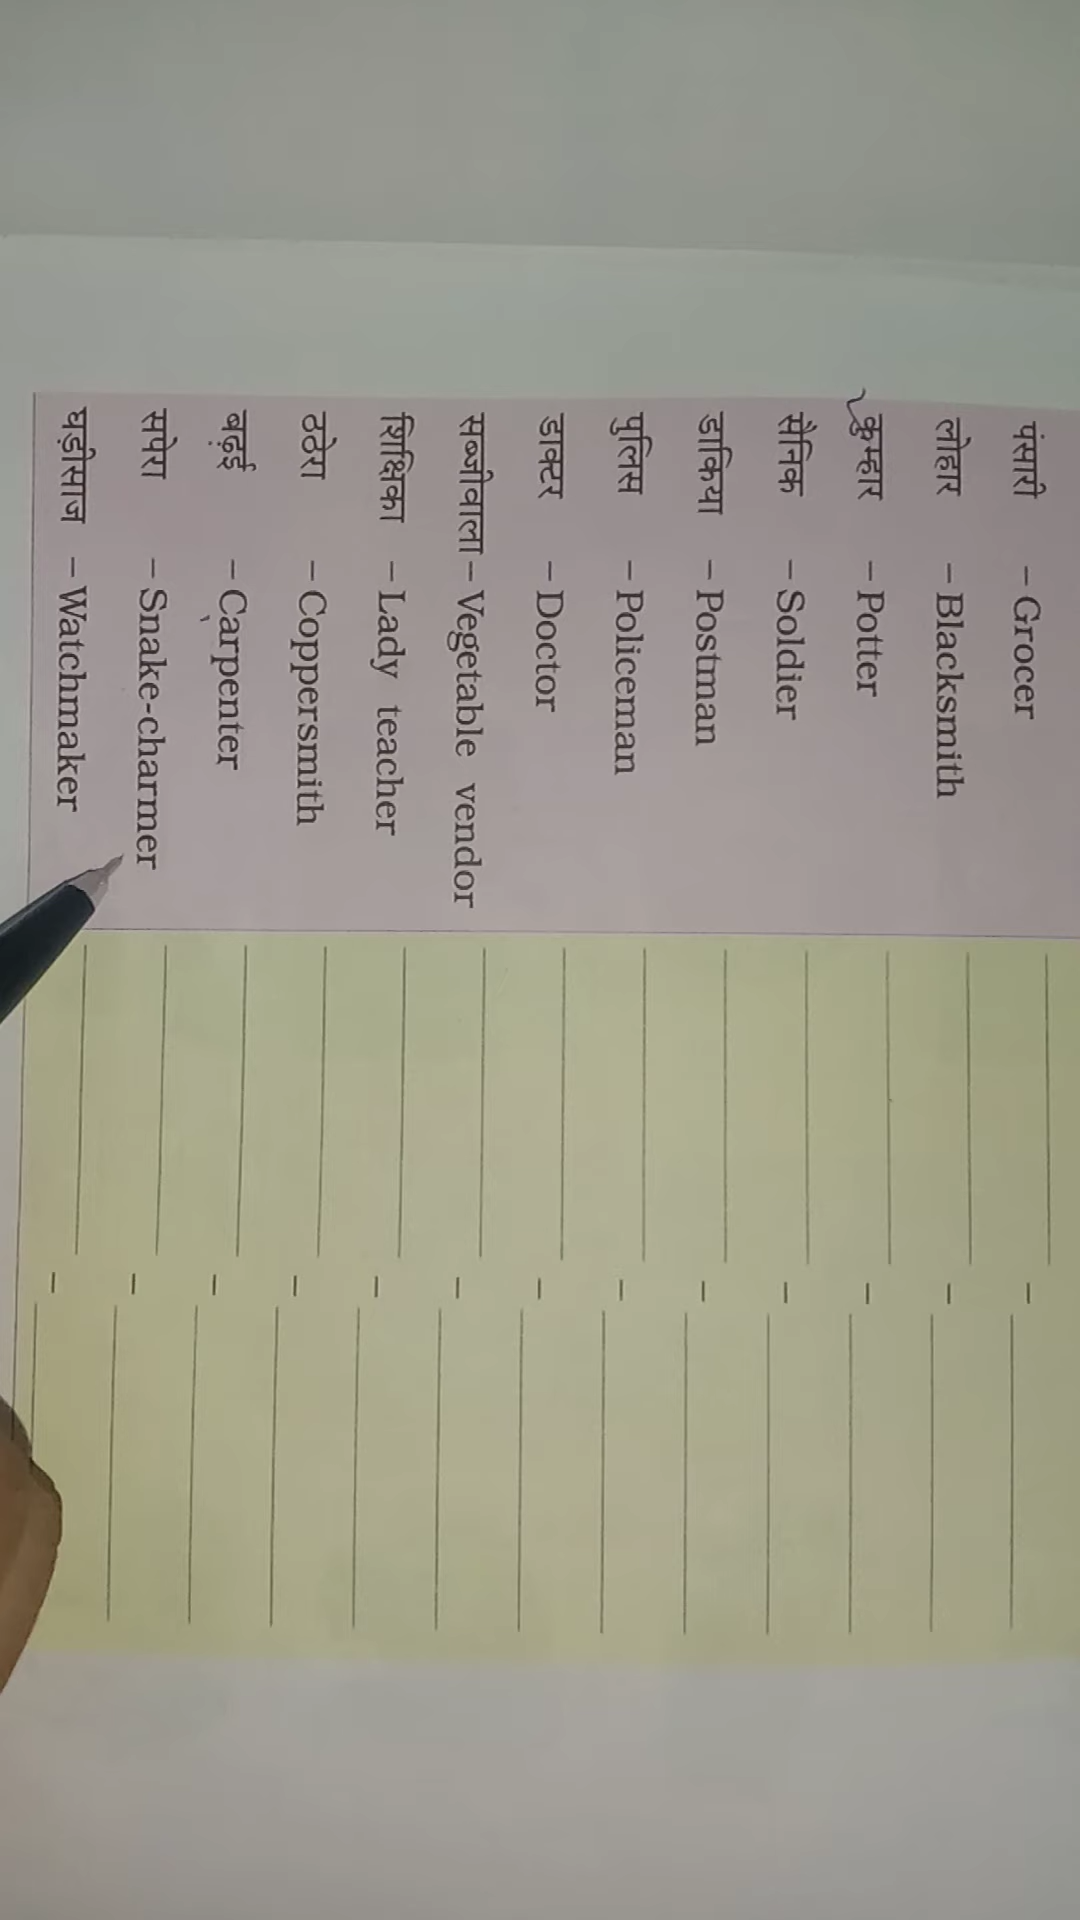 पंसारी – Grocer
लोहार – Blacksmith
कुम्हार – Potter
सैनिक – Soldier
डाकिया – Postman
पुलिस – Policeman
डाक्टर – Doctor
सब्जीवाला – Vegetable vendor
शिक्षिका – Lady teacher
ठठेरा – Coppersmith
बढ़ई – Carpenter
सपेरा – Snake-charmer
घड़ीसाज – Watchmaker